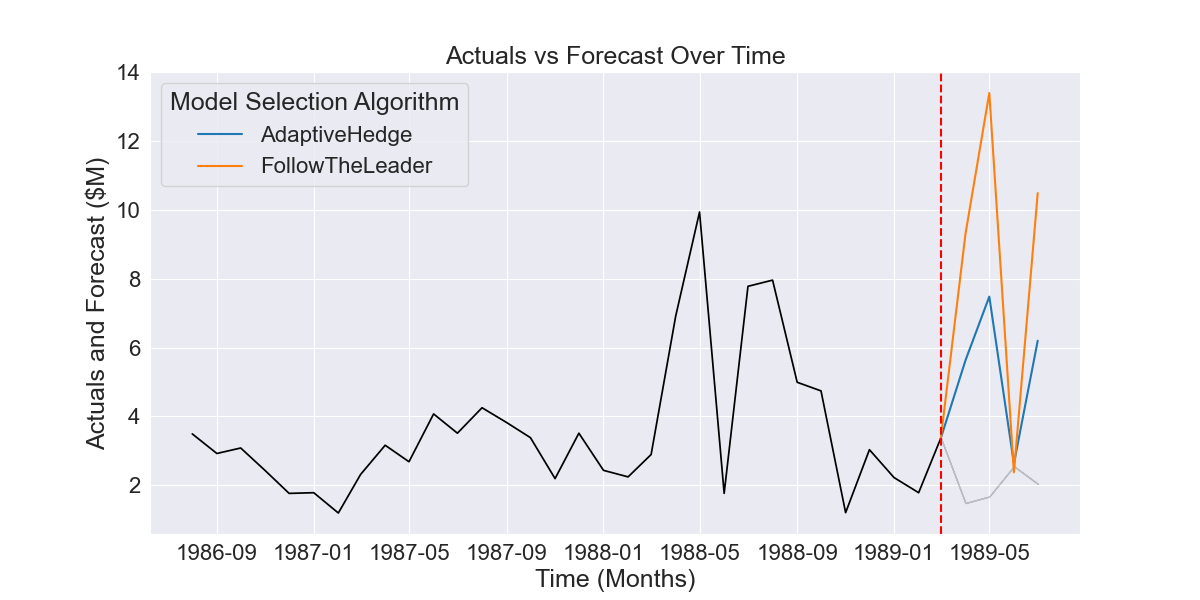 Actuals vs Forecast Over Time
Model Selection Algorithm
AdaptiveHedge
FollowTheLeader
Actuals and Forecast ($M)
14
12
10
8
6
4
2
1986-09 1987-01 1987-05 1987-09 1988-01 1988-05 1988-09 1989-01 1989-05
Time (Months)